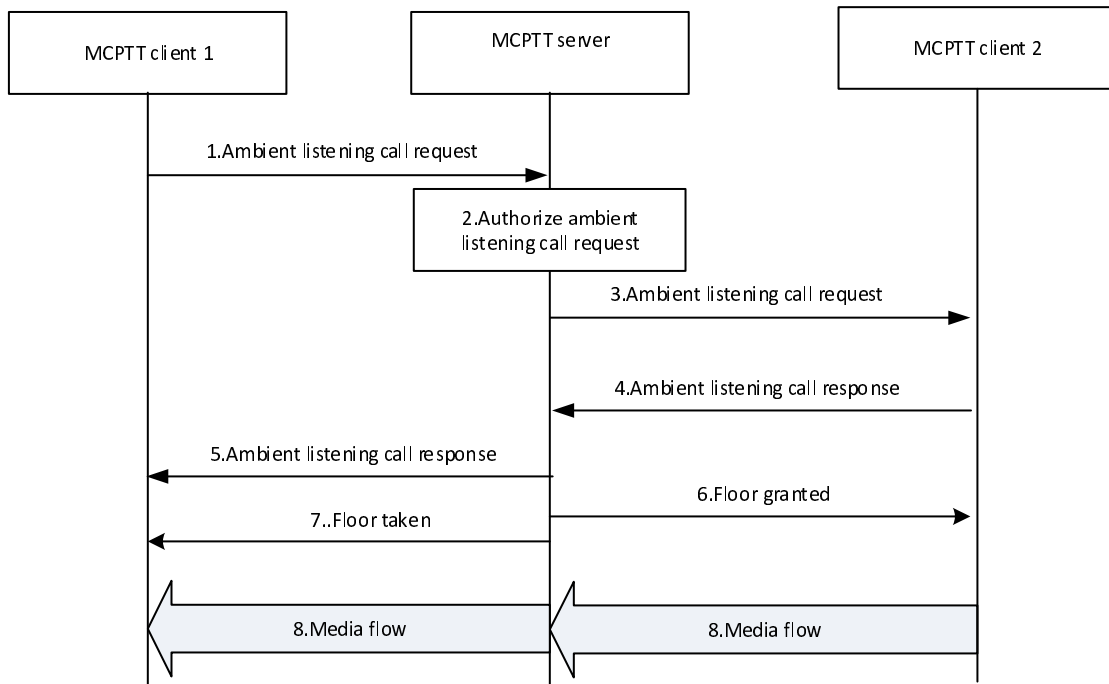 MCPTT client 1
MCPTT server
MCPTT client 2
1.Ambient listening call request
2.Authorize ambient
listening call request
3.Ambient listening call request
4.Ambient listening call response
5.Ambient listening call response
6.Floor granted
7..Floor taken
8.Media flow
8.Media flow